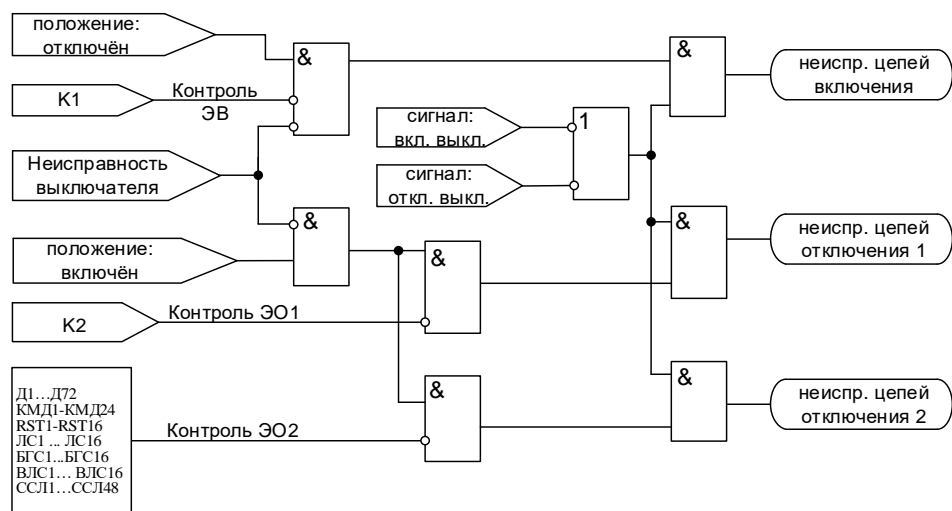 положение:
отключён
&
&
неиспр. цепей
включения
K1
Контроль
ЭВ
сигнал:
вкл. выкл.
1
Неисправность
выключателя
сигнал:
откл. выкл.
&
&
неиспр. цепей
отключения 1
положение:
включён
&
K2
Контроль ЭО1
&
неиспр. цепей
отключения 2
&
Контроль ЭО2
Д1...Д72
КМД1-КМД24
RST1-RST16
ЛС1 ... ЛС16
БГС1...БГС16
ВЛС1... ВЛС16
ССЛ1...ССЛ48